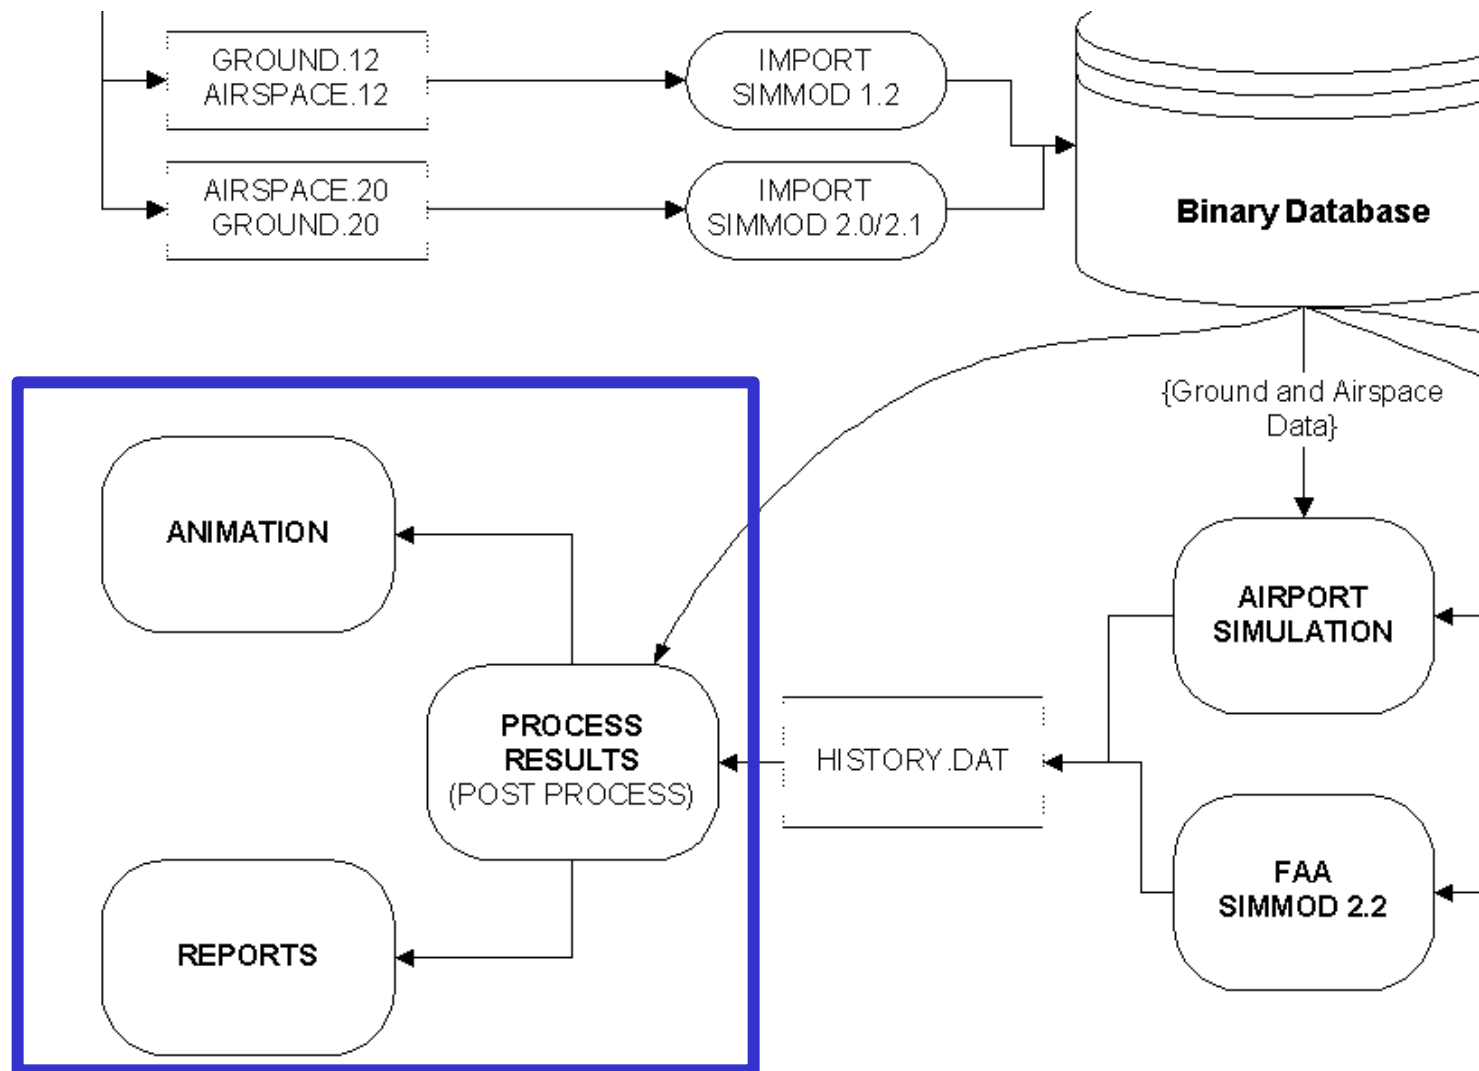 GROUND.12
AIRSPACE.12
IMPORT
SIMMOD 1.2
AIRSPACE.20
GROUND.20
IMPORT
SIMMOD 2.0/2.1
Binary Database
{Ground and Airspace
Data}
ANIMATION
AIRPORT
SIMULATION
PROCESS
RESULTS
(POST PROCESS)
HISTORY.DAT
FAA
SIMMOD 2.2
REPORTS